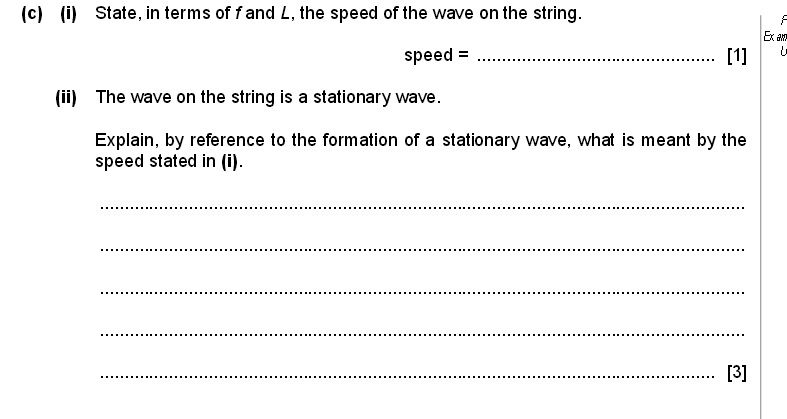 (c) (i) State, in terms of f and L, the speed of the wave on the string.
speed = ................................................ [1]
(ii) The wave on the string is a stationary wave.
Explain, by reference to the formation of a stationary wave, what is meant by the
speed stated in (i).
..........................................................................................................................
..........................................................................................................................
..........................................................................................................................
..........................................................................................................................
.................................................................................................................... [3]